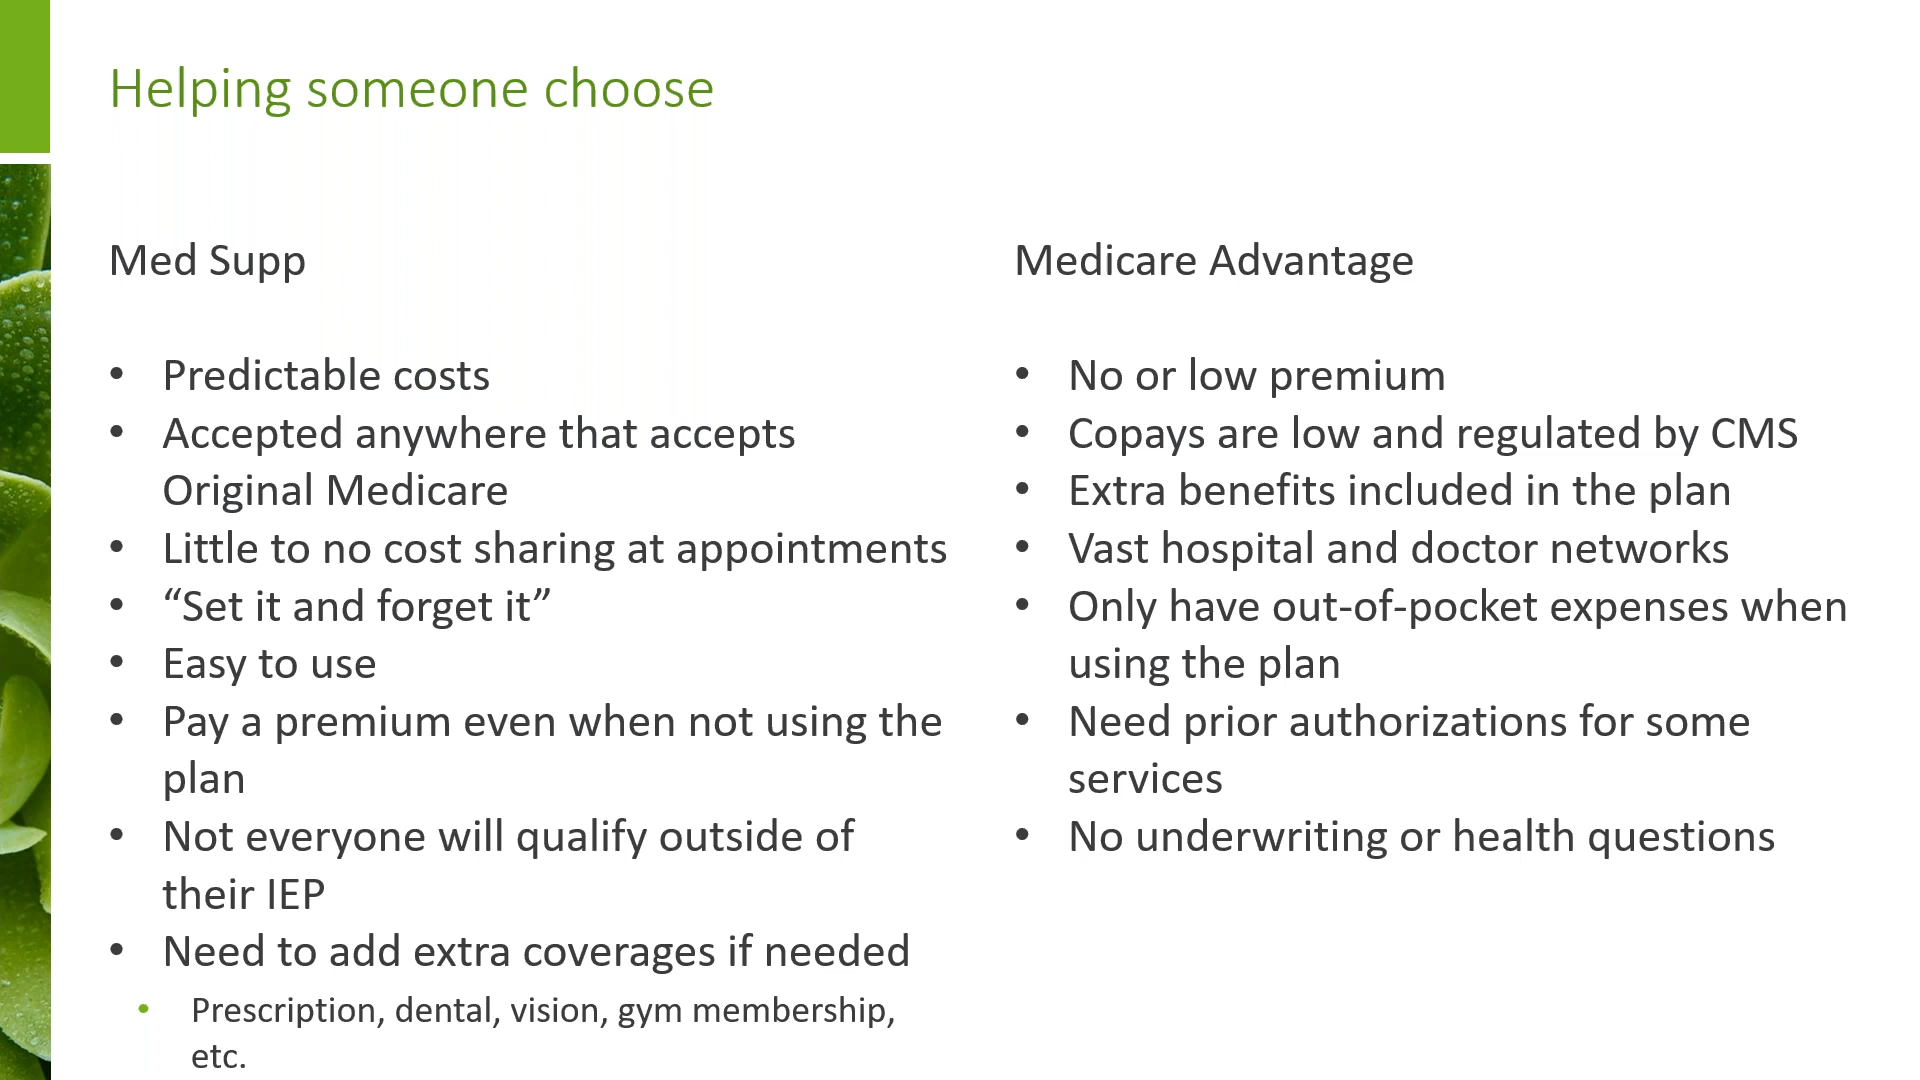 Helping someone choose
Med Supp
• Predictable costs
• Accepted anywhere that accepts
Original Medicare
• Little to no cost sharing at appointments
• “Set it and forget it”
• Easy to use
• Pay a premium even when not using the
plan
• Not everyone will qualify outside of
their IEP
• Need to add extra coverages if needed
• Prescription, dental, vision, gym membership,
etc.
Medicare Advantage
• No or low premium
• Copays are low and regulated by CMS
• Extra benefits included in the plan
• Vast hospital and doctor networks
• Only have out-of-pocket expenses when
using the plan
• Need prior authorizations for some
services
• No underwriting or health questions